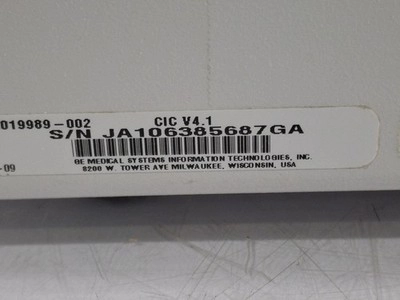 019989-002 CIC V4.1
S/N JA106385687GA
GE MEDICAL SYSTEMS INFORMATION TECHNOLOGIES, INC.
8200 W. TOWER AVE MILWAUKEE, WISCONSIN, USA
-09